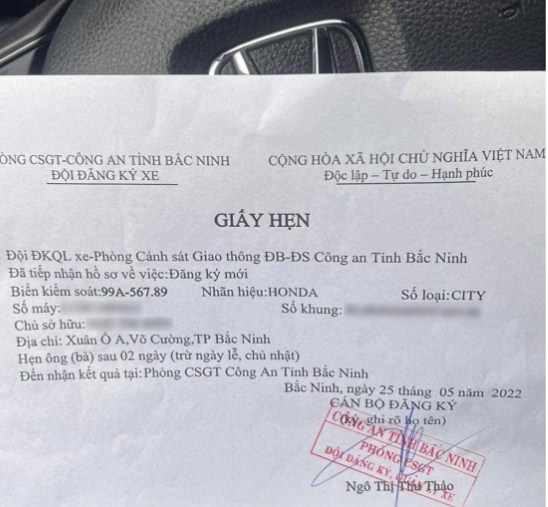 ÒNG CSGT-CÔNG AN TỈNH BẮC NINH
ĐỘI ĐĂNG KÝ XE
CỘNG HÒA XÃ HỘI CHỦ NGHĨA VIỆT NAM
Độc lập – Tự do – Hạnh phúc
GIẤY HẸN
Đội ĐKQL xe-Phòng Cảnh sát Giao thông ĐB-ĐS Công an Tỉnh Bắc Ninh
Đã tiếp nhận hồ sơ về việc:Đăng ký mới
Biển kiểm soát:99A-567.89 Nhãn hiệu:HONDA Số loại:CITY
Số máy: Số khung:
Chủ sở hữu:
Địa chỉ: Xuân Ổ A,Võ Cường,TP Bắc Ninh
Hẹn ông (bà) sau 02 ngày (trừ ngày lễ, chủ nhật)
Đến nhận kết quả tại: Phòng CSGT Công An Tỉnh Bắc Ninh
Bắc Ninh, ngày 25 tháng 05 năm 2022
CÁN BỘ ĐĂNG KÝ
(Ký, ghi rõ họ tên)
CÔNG AN TỈNH BẮC NINH
PHÒNG CSGT
ĐỘI ĐĂNG KÝ, XE
Ngô Thị Thu Thảo